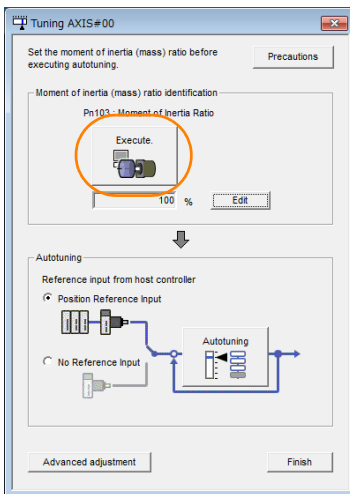 Tuning AXIS#00
Set the moment of inertia (mass) ratio before
executing autotuning.
Precautions
Moment of inertia (mass) ratio identification
Pn103 : Moment of Inertia Ratio
Execute.
100 % Edit
Autotuning
Reference input from host controller
Position Reference Input
Autotuning
No Reference Input
Advanced adjustment
Finish